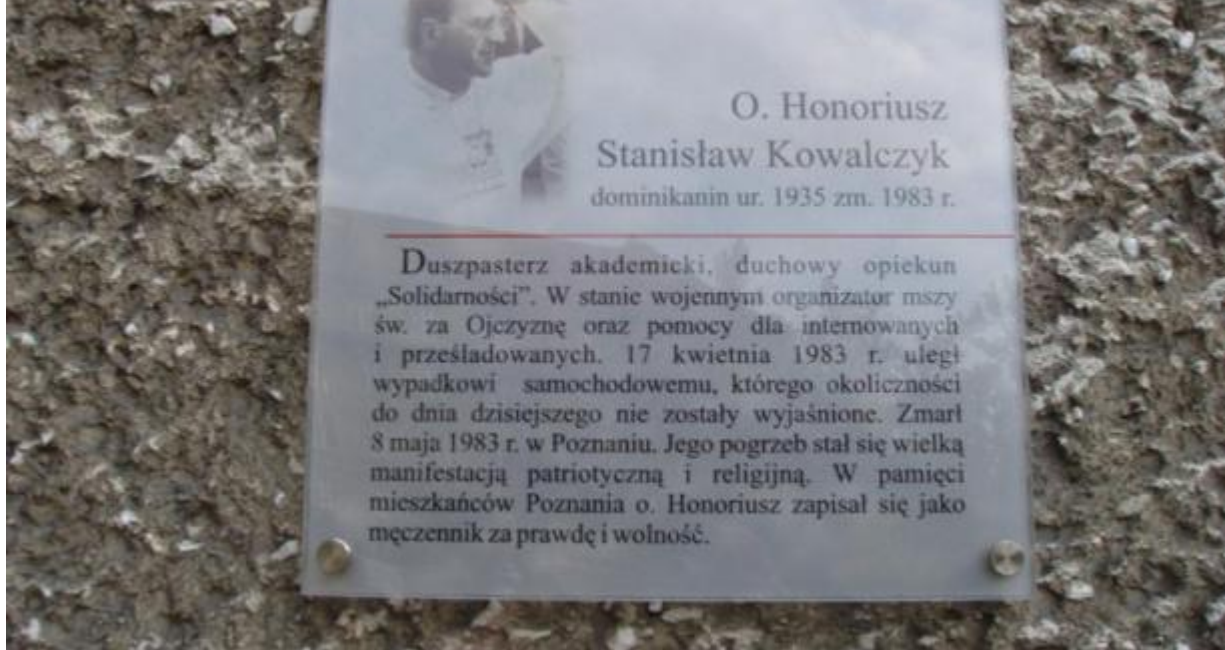 O. Honoriusz
Stanisław Kowalczyk
dominikanin ur. 1935 zm. 1983 r.
Duszpasterz akademicki, duchowy opiekun
„Solidarności”. W stanie wojennym organizator mszy
św. za Ojczyznę oraz pomocy dla internowanych
i prześladowanych. 17 kwietnia 1983 r. uległ
wypadkowi samochodowemu, którego okoliczności
do dnia dzisiejszego nie zostały wyjaśnione. Zmarł
8 maja 1983 r. w Poznaniu. Jego pogrzeb stał się wielką
manifestacją patriotyczną i religijną. W pamięci
mieszkańców Poznania o. Honoriusz zapisał się jako
męczennik za prawdę i wolność.